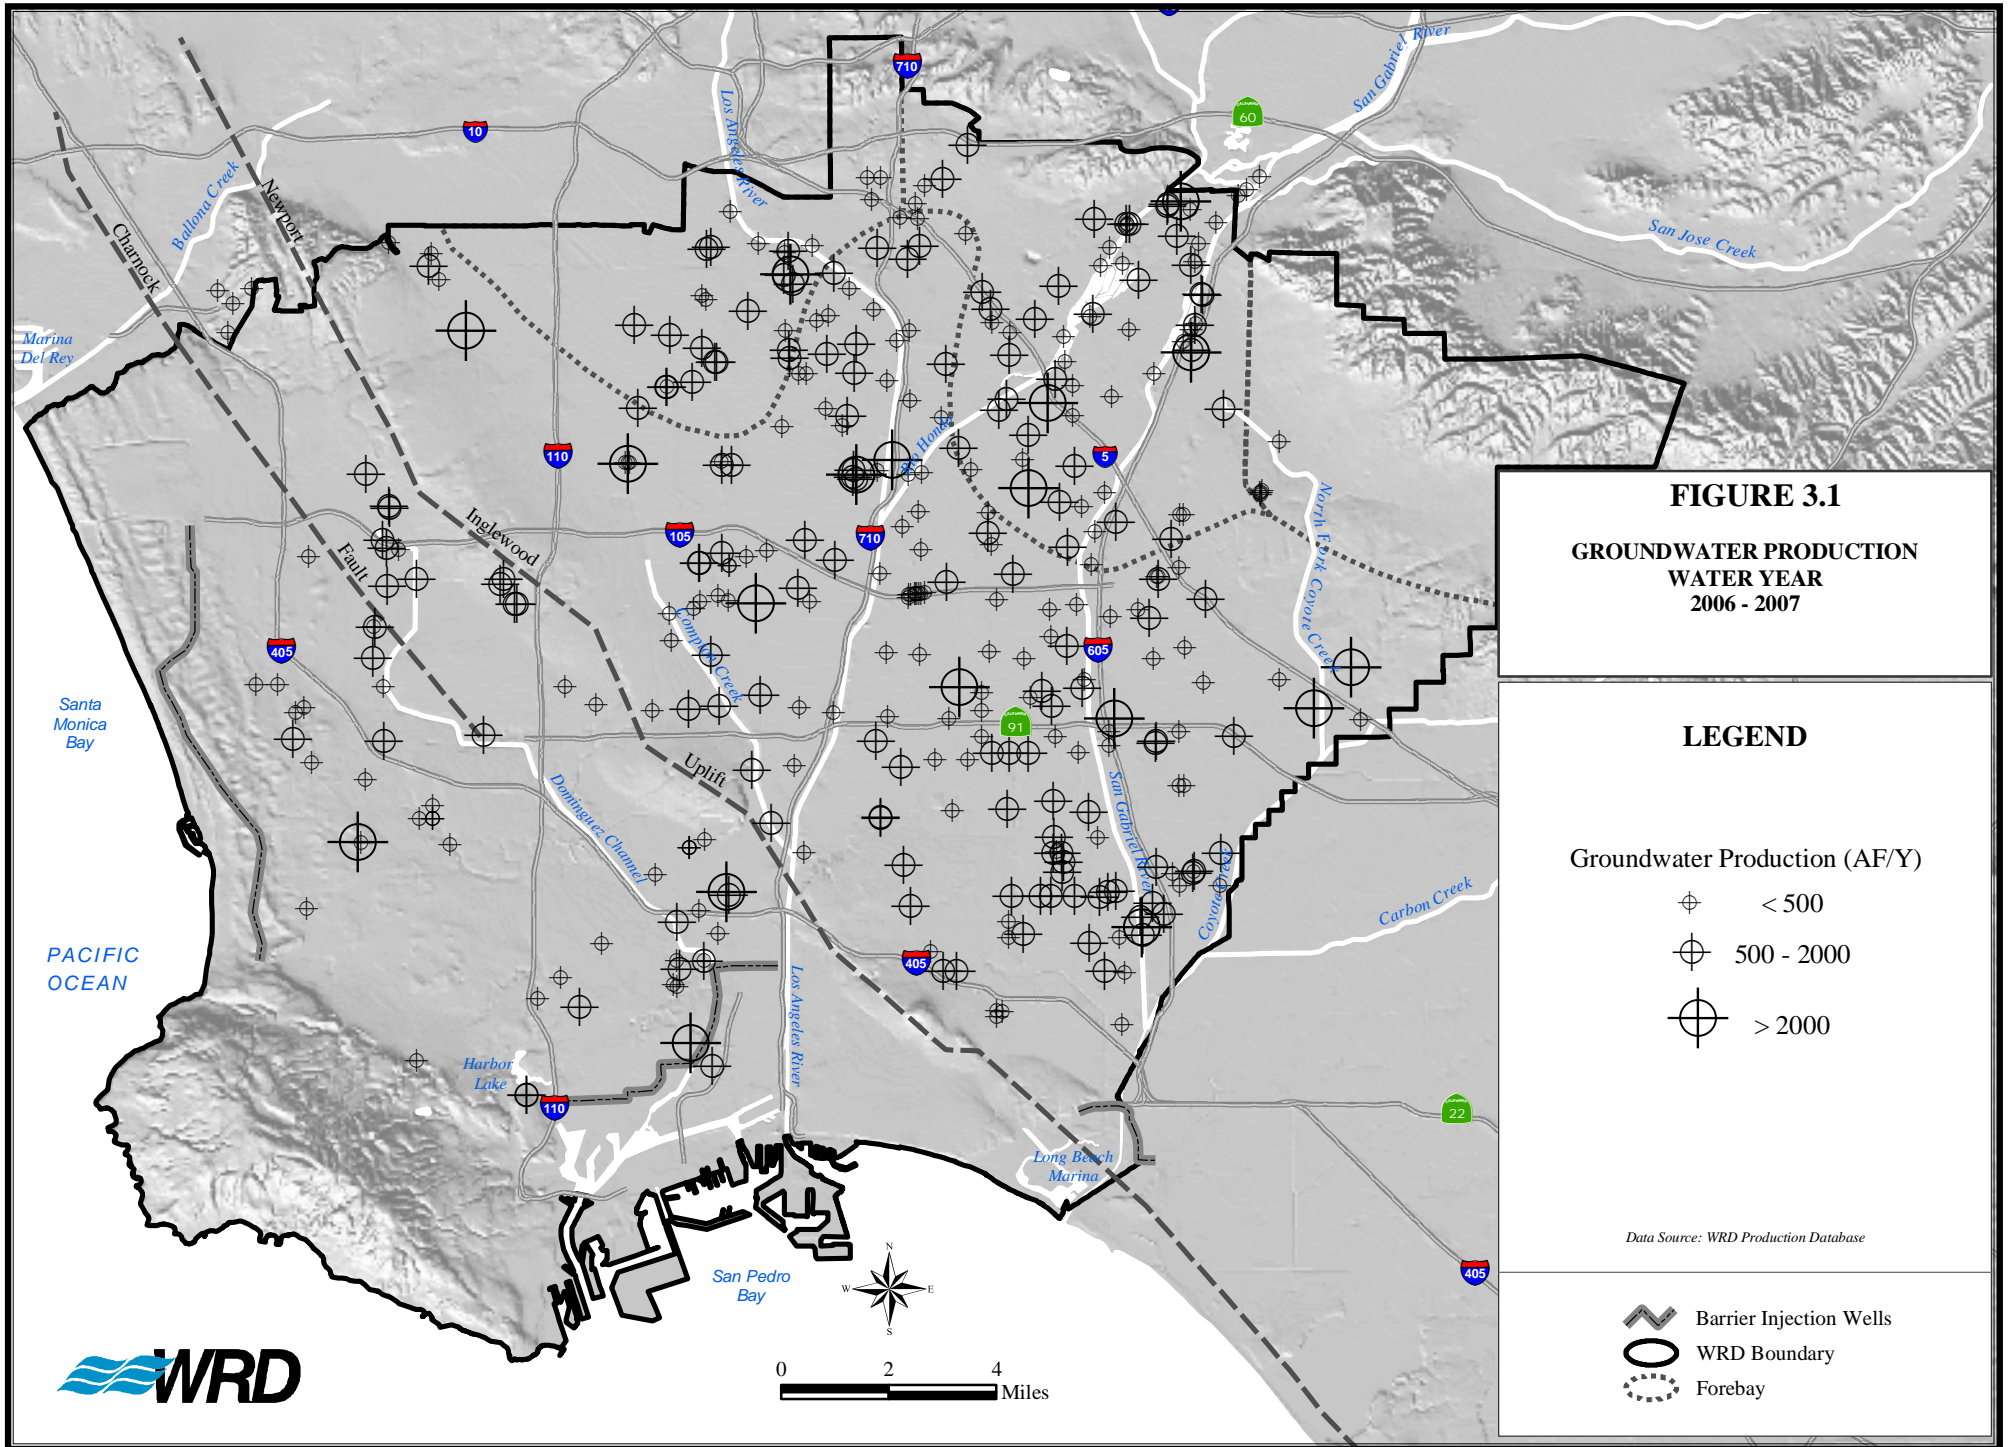 710
60
San Gabriel River
Los Angeles River
10
Ballona Creek
Newport
Charnock
San Jose Creek
Marina
Del Rey
110
5
Rio Hondo
North Fork Coyote Creek
Inglewood
105
710
Fault
Compton Creek
405
605
Santa
Monica
Bay
91
Uplift
Dominguez Channel
San Gabriel River
Coyote Creek
Carbon Creek
PACIFIC
OCEAN
405
Los Angeles River
Harbor
Lake
110
22
Long Beach
Marina
405
San Pedro
Bay
N
W
E
S
0 2 4
Miles
WRD
FIGURE 3.1
GROUNDWATER PRODUCTION
WATER YEAR
2006 - 2007
LEGEND
Groundwater Production (AF/Y)
< 500
500 - 2000
> 2000
Data Source: WRD Production Database
Barrier Injection Wells
WRD Boundary
Forebay